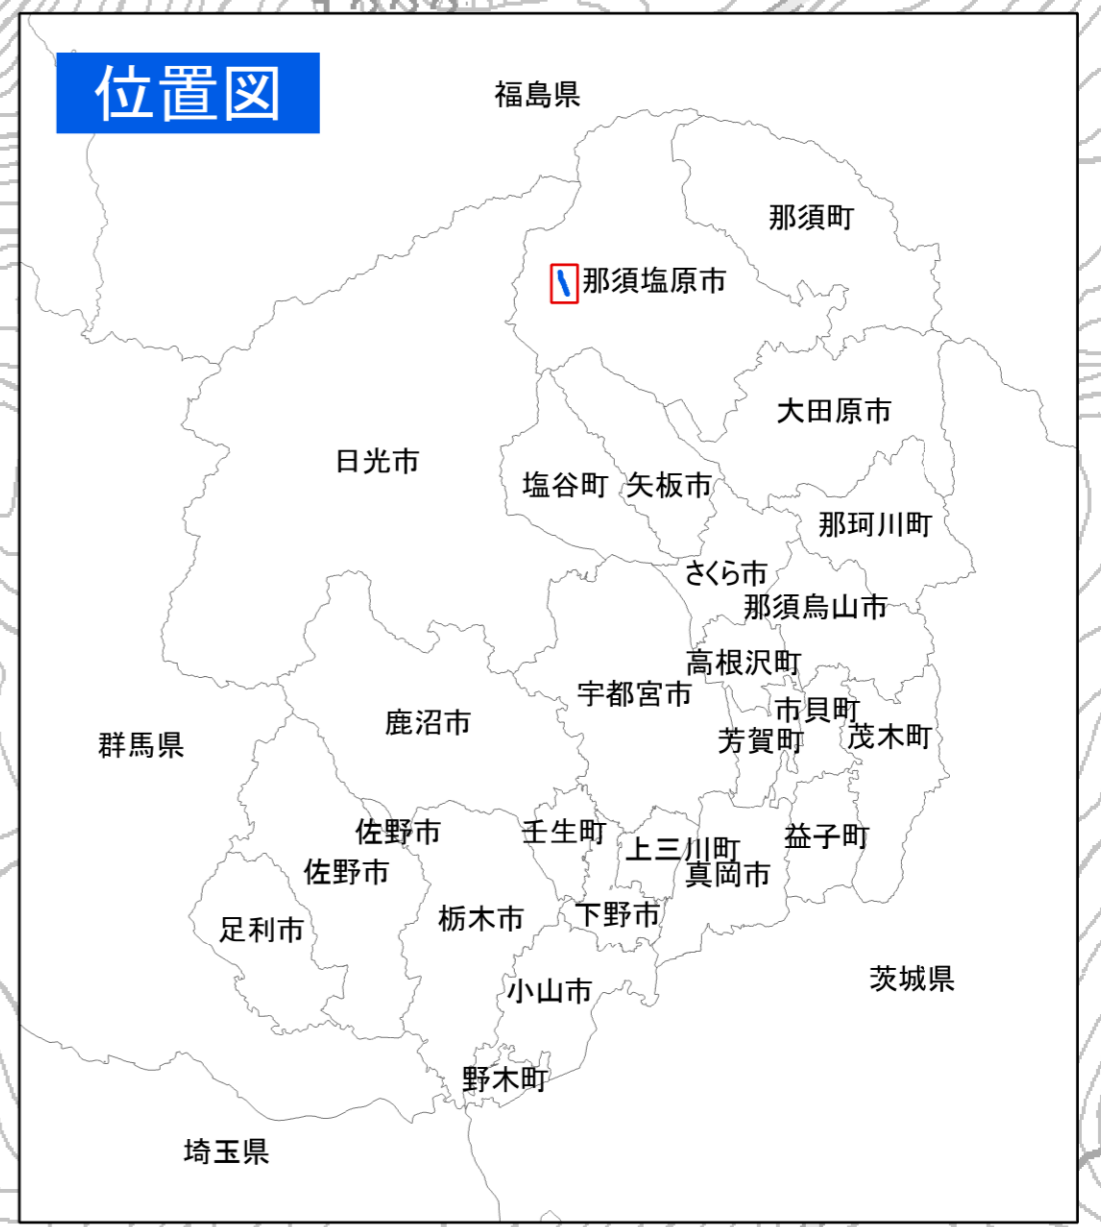 位置図
福島県
那須町
那須塩原市
大田原市
日光市
塩谷町
矢板市
那珂川町
さくら市
那須烏山市
高根沢町
宇都宮市
市貝町
鹿沼市
芳賀町
茂木町
群馬県
佐野市
壬生町
上三川町
益子町
佐野市
真岡市
足利市
栃木市
下野市
茨城県
小山市
野木町
埼玉県